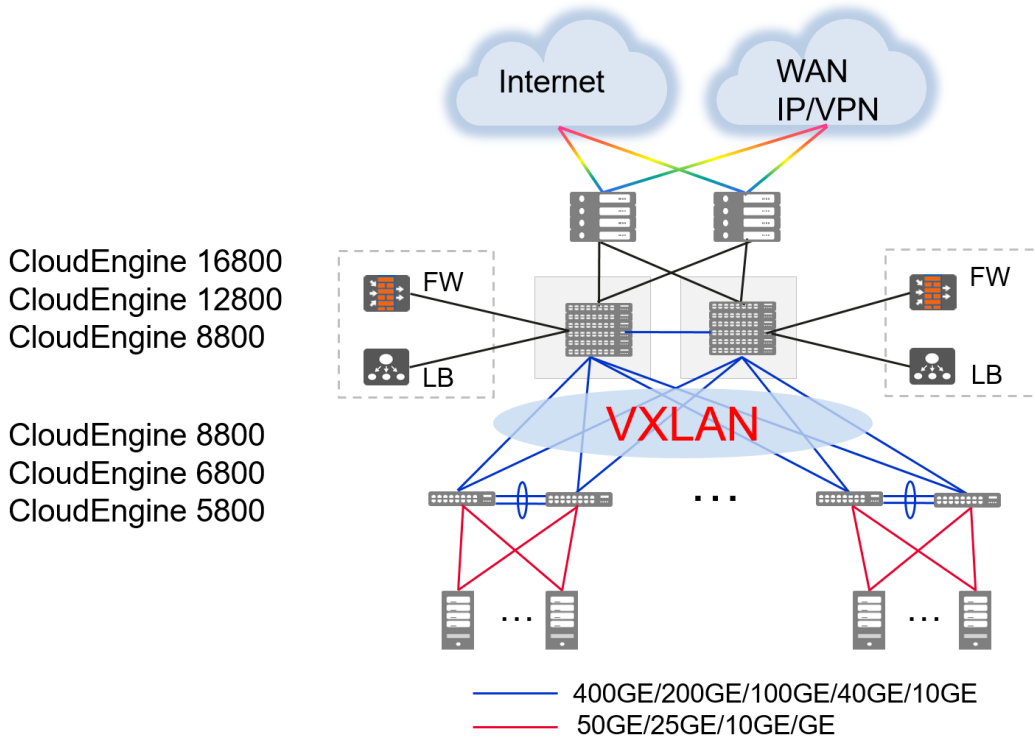 Internet
WAN
IP/VPN
CloudEngine 16800
CloudEngine 12800
CloudEngine 8800
FW
LB
FW
LB
VXLAN
CloudEngine 8800
CloudEngine 6800
CloudEngine 5800
...
...
...
400GE/200GE/100GE/40GE/10GE
50GE/25GE/10GE/GE